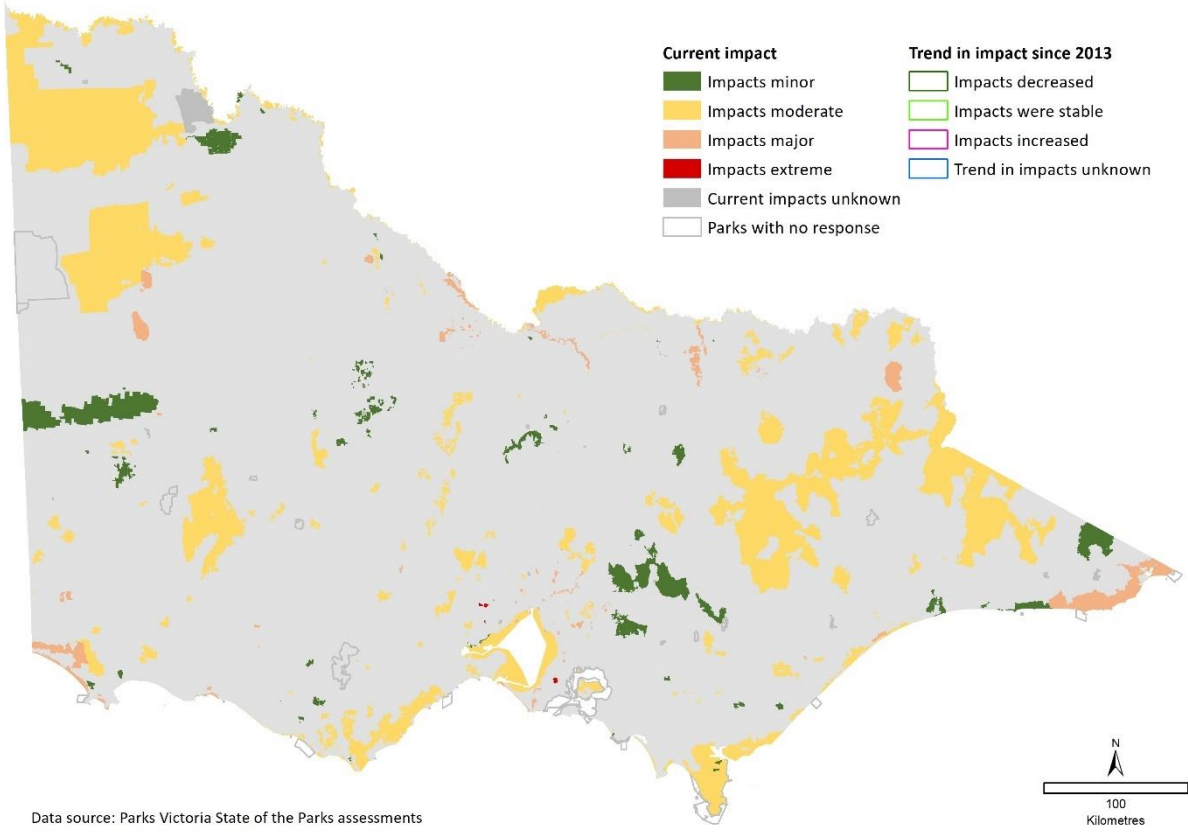 Current impact
Impacts minor
Impacts moderate
Impacts major
Impacts extreme
Current impacts unknown
Parks with no response
Trend in impact since 2013
Impacts decreased
Impacts were stable
Impacts increased
Trend in impacts unknown
N
100
Kilometres
Data source: Parks Victoria State of the Parks assessments